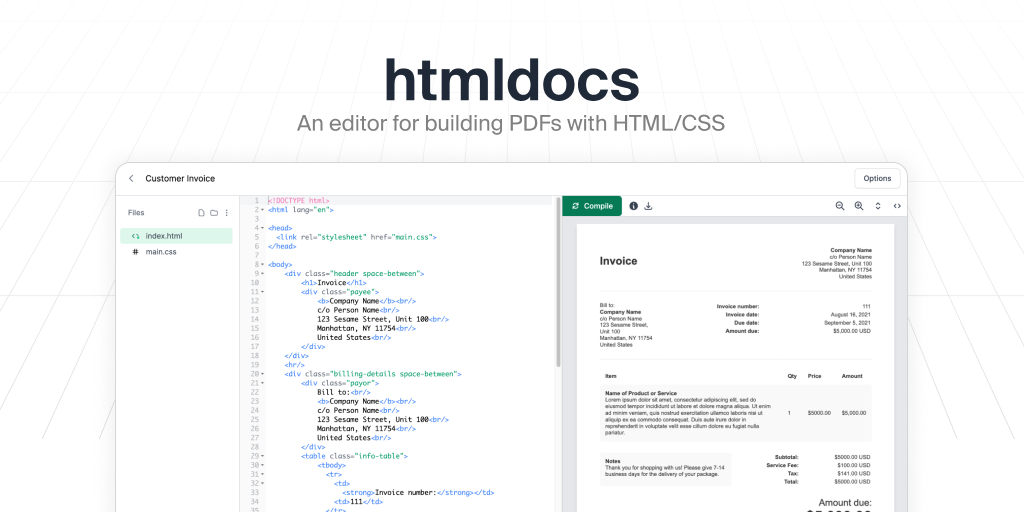 htmldocs
An editor for building PDFs with HTML/CSS
Customer Invoice
Options
Files
index.html
main.css
1 <!DOCTYPE html>
2 <html lang="en">
3
4 <head>
5 <link rel="stylesheet" href="main.css">
6 </head>
7
8 <body>
9 <div class="header space-between">
10 <h1>Invoice</h1>
11 <div class="payee">
12 <b>Company Name</b><br/>
13 c/o Person Name<br/>
14 123 Sesame Street, Unit 100<br/>
15 Manhattan, NY 11754<br/>
16 United States<br/>
17 </div>
18 </div>
19 <hr/>
20 <div class="billing-details space-between">
21 <div class="payor">
22 Bill to:<br/>
23 <b>Company Name</b><br/>
24 c/o Person Name<br/>
25 123 Sesame Street, Unit 100<br/>
26 Manhattan, NY 11754<br/>
27 United States<br/>
28 </div>
29 <table class="info-table">
30 <tbody>
31 <tr>
32 <td>
33 <strong>Invoice number:</strong></td>
34 <td>111</td>
35 </tr>
Compile
Invoice
Company Name
c/o Person Name
123 Sesame Street, Unit 100
Manhattan, NY 11754
United States
Bill to:
Company Name
c/o Person Name
123 Sesame Street,
Unit 100
Manhattan, NY 11754
United States
Invoice number: 111
Invoice date: August 16, 2021
Due date: September 5, 2021
Amount due: $5,000.00 USD
Item Qty Price Amount
Name of Product or Service
Lorem ipsum dolor sit amet, consectetur adipiscing elit, sed do
eiusmod tempor incididunt ut labore et dolore magna aliqua. Ut enim
ad minim veniam, quis nostrud exercitation ullamco laboris nisi ut
aliquip ex ea commodo consequat. Duis aute irure dolor in
reprehenderit in voluptate velit esse cillum dolore eu fugiat nulla
pariatur.
1 $5000.00 $5,000.00
Notes
Thank you for shopping with us! Please give 7-14
business days for the delivery of your package.
Subtotal: $5000.00 USD
Service Fee: $100.00 USD
Tax: $141.00 USD
Total: $5000.00 USD
Amount due: